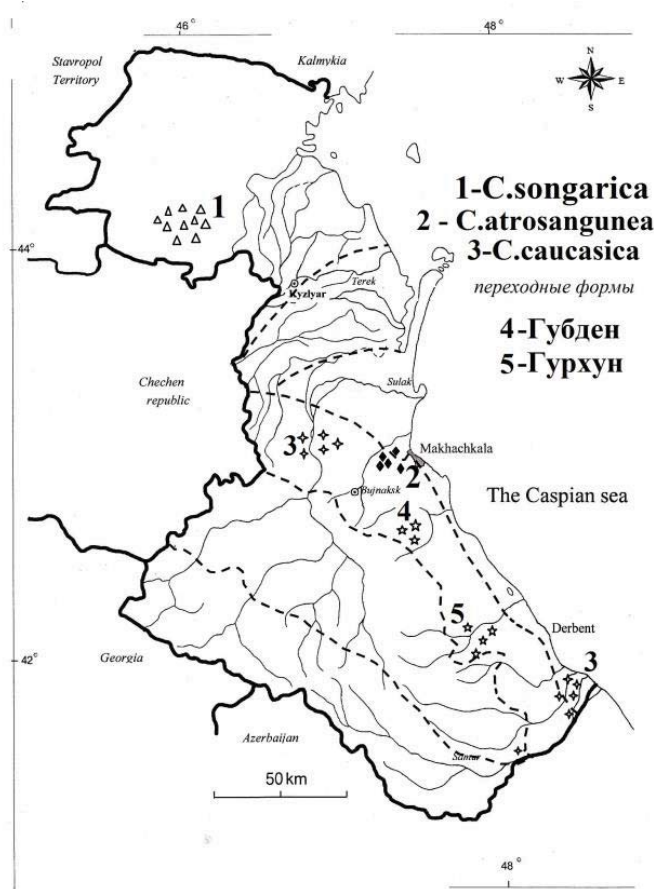 46°
48°
Stavropol
Territory
Kalmykia
N
W E
S
1
1-C.songarica
2 - C.atrosangunea
3-C.caucasica
44°
переходные формы
Kyzlyar
Terek
4-Губден
5-Гурхун
Chechen
republic
Sulak
3
Makhachkala
2
Bujnaksk
The Caspian sea
4
5
Derbent
42°
Georgia
3
Azerbaijan
50 km
48°